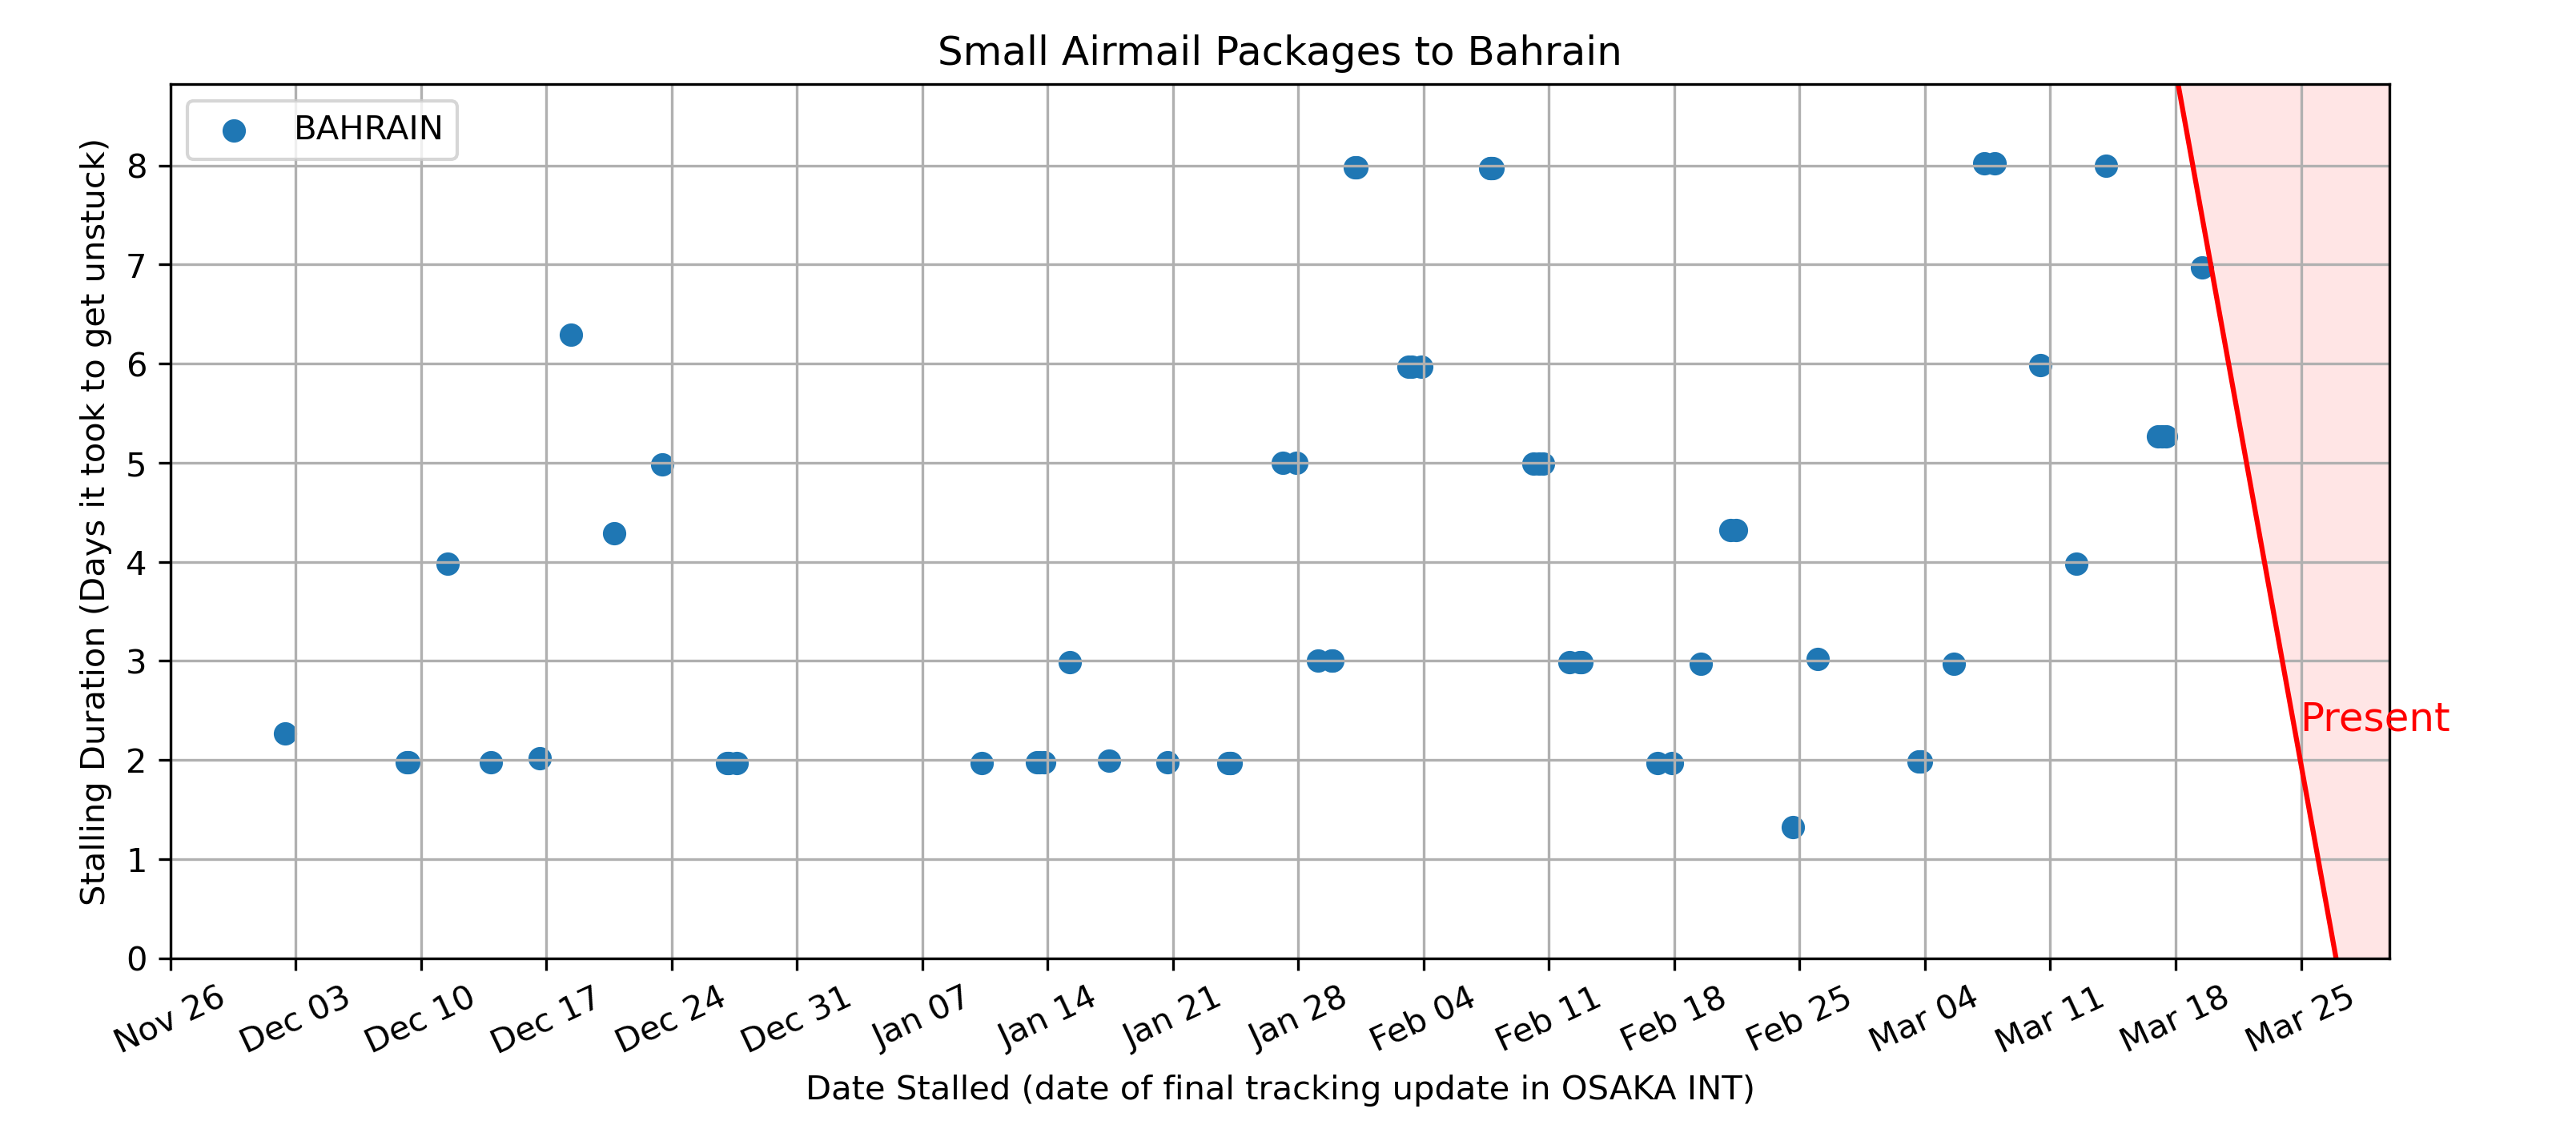 Small Airmail Packages to Bahrain
BAHRAIN
Stalling Duration (Days it took to get unstuck)
8
7
6
5
4
3
2
1
0
Present
Nov 26 Dec 03 Dec 10 Dec 17 Dec 24 Dec 31 Jan 07 Jan 14 Jan 21 Jan 28 Feb 04 Feb 11 Feb 18 Feb 25 Mar 04 Mar 11 Mar 18 Mar 25
Date Stalled (date of final tracking update in OSAKA INT)